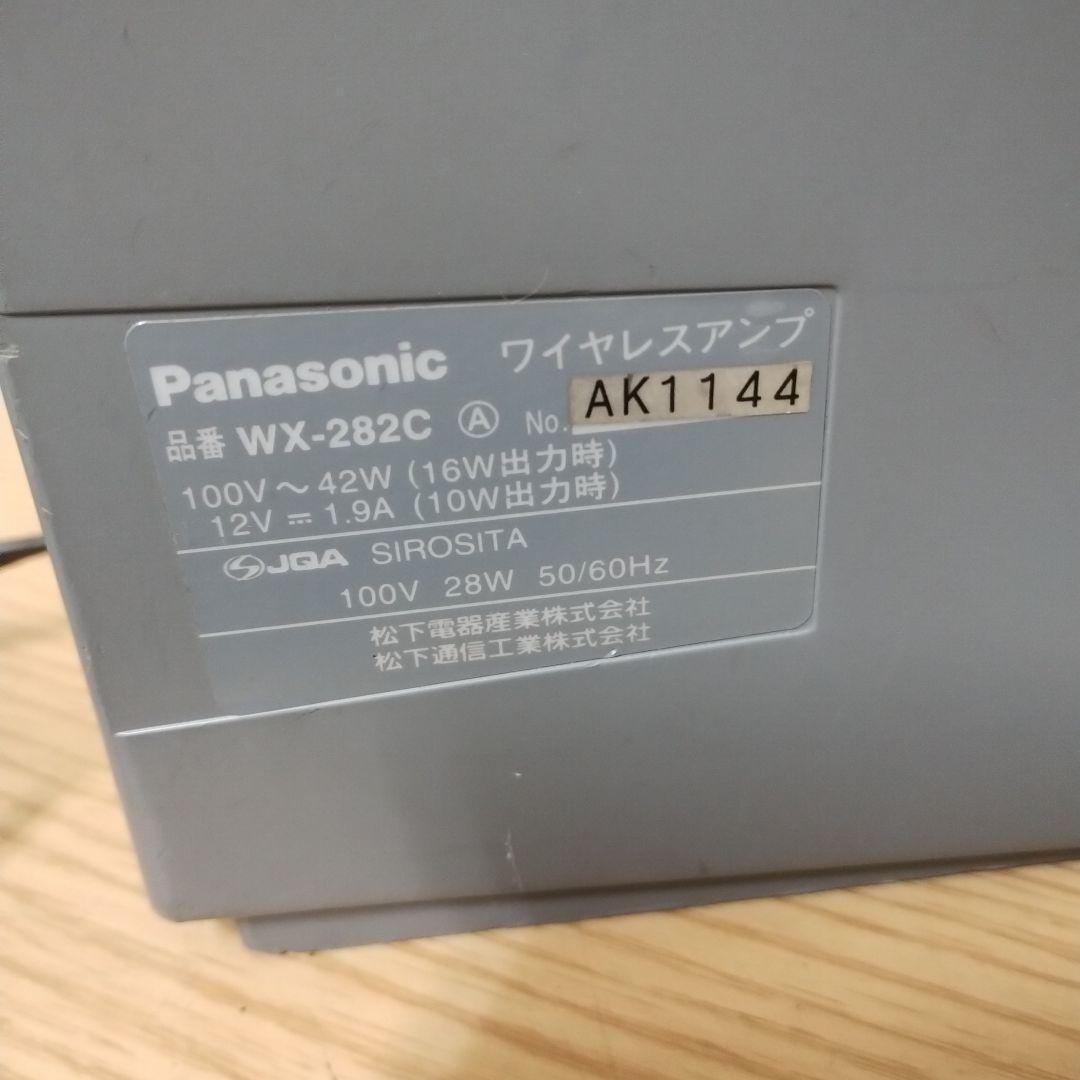 Panasonic ワイヤレスアンプ
品番 WX-282C Ⓐ No. AK1144
100V～42W (16W出力時)
12V⎓1.9A (10W出力時)
JQA SIROSITA
100V 28W 50/60Hz
松下電器産業株式会社
松下通信工業株式会社